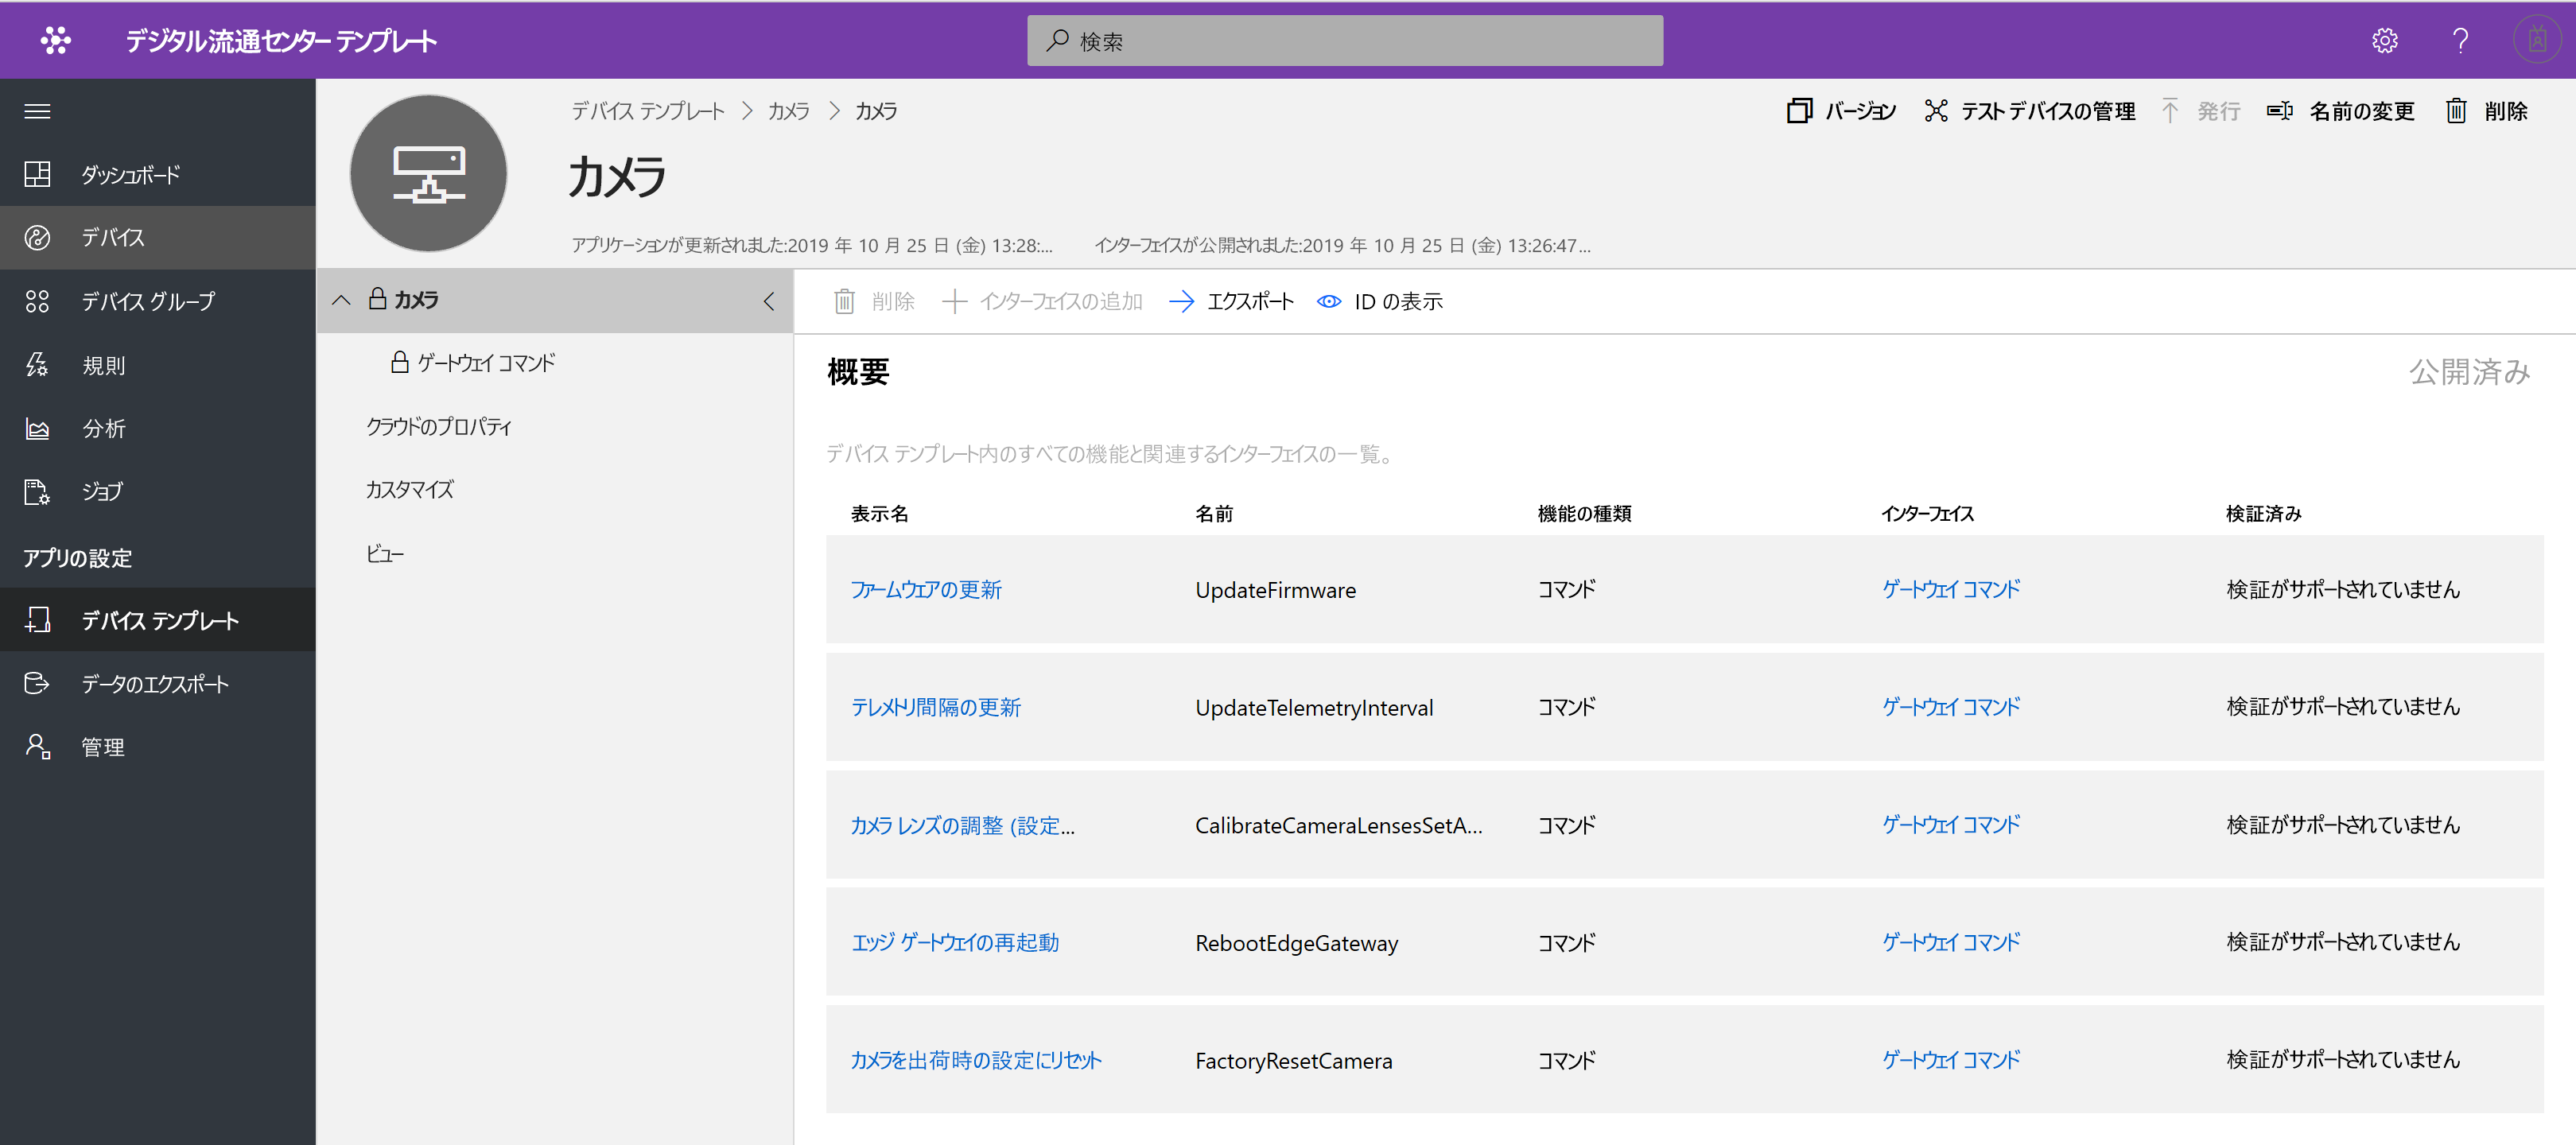 デジタル流通センター テンプレート
検索
ダッシュボード
デバイス
デバイス グループ
規則
分析
ジョブ
アプリの設定
デバイス テンプレート
データのエクスポート
管理
デバイス テンプレート > カメラ > カメラ
バージョン テスト デバイスの管理 発行 名前の変更 削除
カメラ
アプリケーションが更新されました:2019 年 10 月 25 日 (金) 13:28:... インターフェイスが公開されました:2019 年 10 月 25 日 (金) 13:26:47...
カメラ
ゲートウェイ コマンド
クラウドのプロパティ
カスタマイズ
ビュー
削除 インターフェイスの追加 エクスポート ID の表示
概要 公開済み
デバイス テンプレート内のすべての機能と関連するインターフェイスの一覧。
表示名 名前 機能の種類 インターフェイス 検証済み
ファームウェアの更新 UpdateFirmware コマンド ゲートウェイ コマンド 検証がサポートされていません
テレメトリ間隔の更新 UpdateTelemetryInterval コマンド ゲートウェイ コマンド 検証がサポートされていません
カメラ レンズの調整 (設定... CalibrateCameraLensesSetA... コマンド ゲートウェイ コマンド 検証がサポートされていません
エッジ ゲートウェイの再起動 RebootEdgeGateway コマンド ゲートウェイ コマンド 検証がサポートされていません
カメラを出荷時の設定にリセット FactoryResetCamera コマンド ゲートウェイ コマンド 検証がサポートされていません